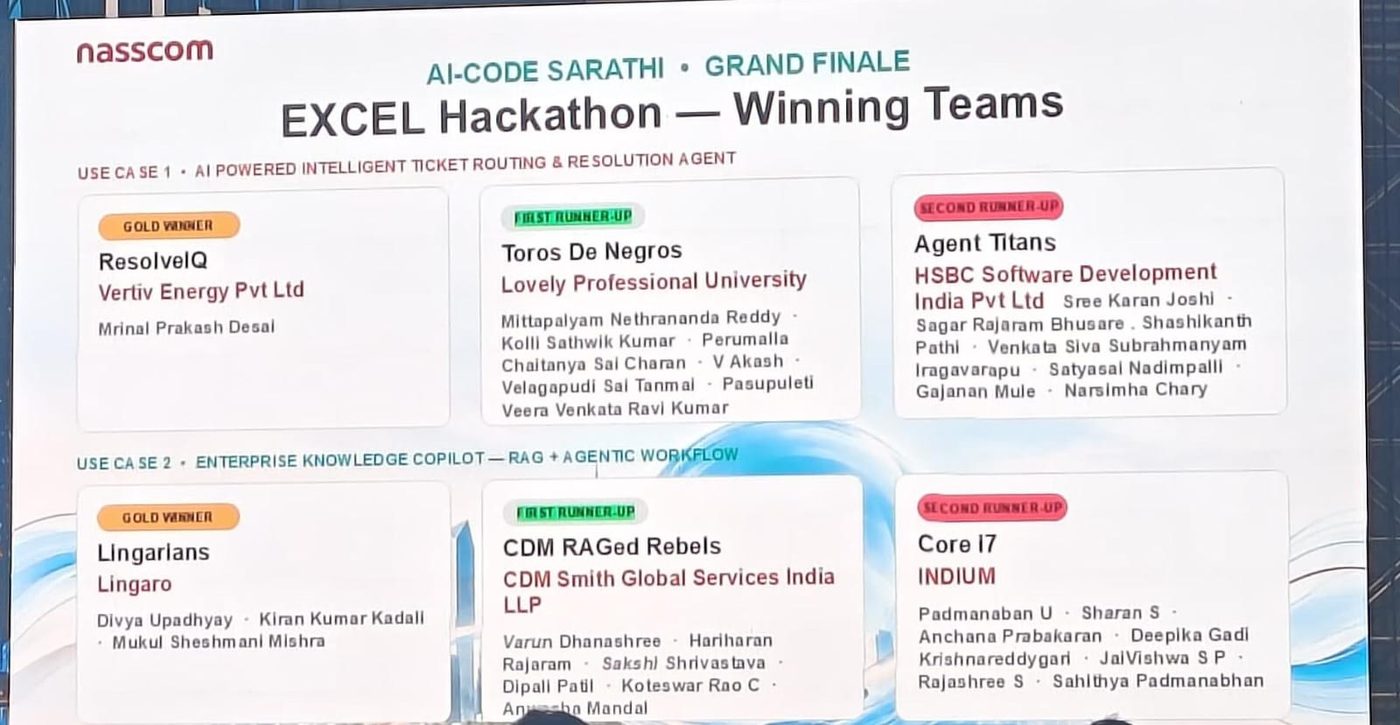 nasscom
AI-CODE SARATHI • GRAND FINALE
EXCEL Hackathon — Winning Teams
USE CASE 1 • AI POWERED INTELLIGENT TICKET ROUTING & RESOLUTION AGENT
GOLD WINNER
ResolveIQ
Vertiv Energy Pvt Ltd
Mrinal Prakash Desai
FIRST RUNNER-UP
Toros De Negros
Lovely Professional University
Mittapalyam Nethrananda Reddy ·
Kolli Sathwik Kumar · Perumalla
Chaitanya Sai Charan · V Akash ·
Velagapudi Sai Tanmai · Pasupuleti
Veera Venkata Ravi Kumar
SECOND RUNNER-UP
Agent Titans
HSBC Software Development
India Pvt Ltd Sree Karan Joshi ·
Sagar Rajaram Bhusare . Shashikanth
Pathi · Venkata Siva Subrahmanyam
Iragavarapu · Satyasai Nadimpalli ·
Gajanan Mule · Narsimha Chary
USE CASE 2 • ENTERPRISE KNOWLEDGE COPILOT — RAG + AGENTIC WORKFLOW
GOLD WINNER
Lingarians
Lingaro
Divya Upadhyay · Kiran Kumar Kadali
· Mukul Sheshmani Mishra
FIRST RUNNER-UP
CDM RAGed Rebels
CDM Smith Global Services India
LLP
Varun Dhanashree · Hariharan
Rajaram · Sakshi Shrivastava ·
Dipali Patil · Koteswar Rao C ·
Mandal
SECOND RUNNER-UP
Core i7
INDIUM
Padmanaban U · Sharan S ·
Anchana Prabakaran · Deepika Gadi
Krishnareddygari · JaiVishwa S P ·
Rajashree S · Sahithya Padmanabhan